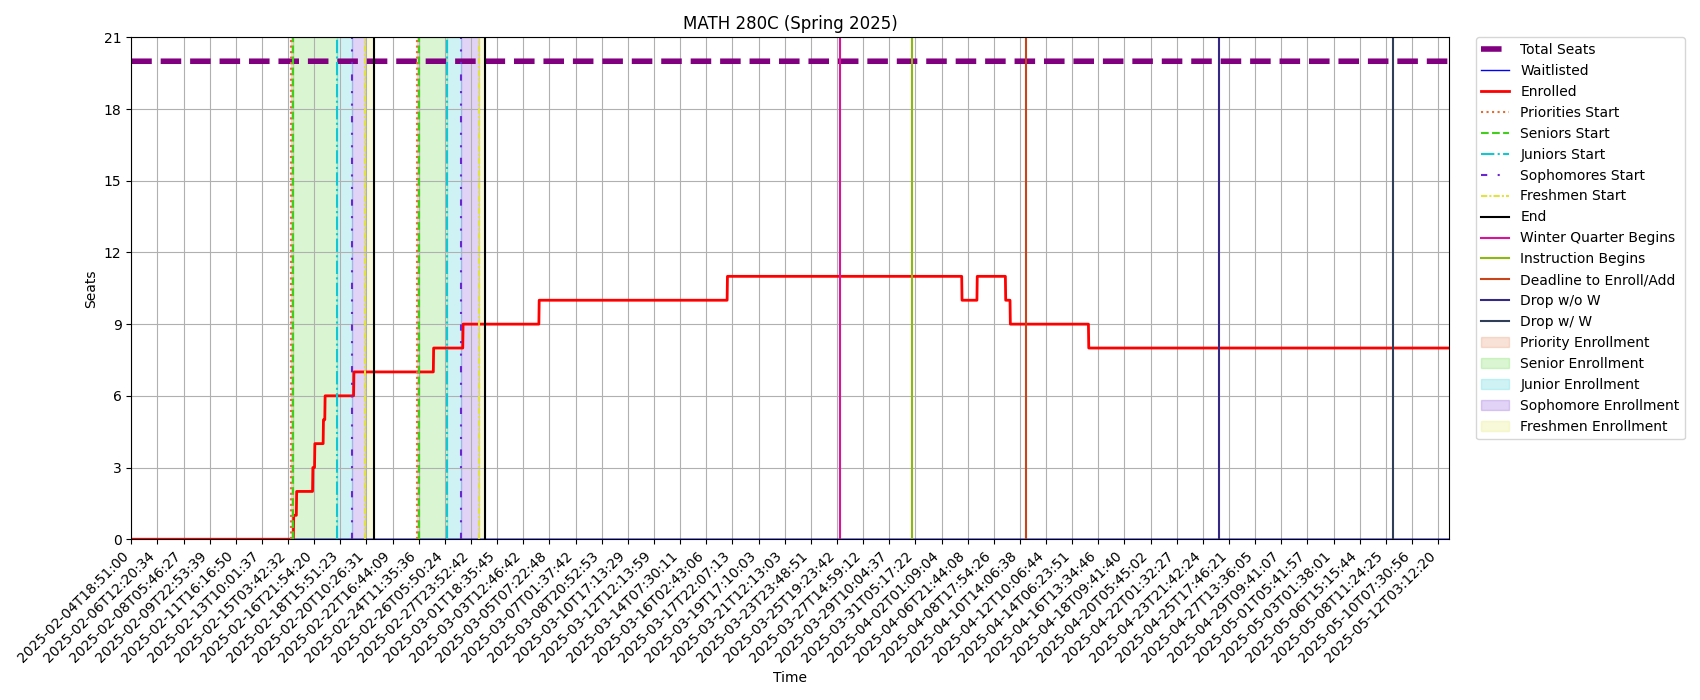 MATH 280C (Spring 2025)
21
18
15
12
9
6
3
0
Seats
2025-02-04T18:51:00
2025-02-06T12:20:34
2025-02-08T05:46:27
2025-02-09T22:53:39
2025-02-11T16:16:50
2025-02-13T10:01:37
2025-02-15T03:42:32
2025-02-16T21:54:20
2025-02-18T15:51:23
2025-02-20T10:26:31
2025-02-22T16:44:09
2025-02-24T11:35:36
2025-02-26T05:50:24
2025-02-27T23:52:42
2025-03-01T18:35:45
2025-03-03T12:46:42
2025-03-05T07:22:48
2025-03-07T01:37:42
2025-03-08T20:52:53
2025-03-10T17:13:29
2025-03-12T12:13:59
2025-03-14T07:30:11
2025-03-16T02:43:06
2025-03-17T22:07:13
2025-03-19T17:10:03
2025-03-21T12:13:03
2025-03-23T23:48:51
2025-03-25T19:23:42
2025-03-27T14:59:12
2025-03-29T10:04:37
2025-03-31T05:17:22
2025-04-02T01:09:04
2025-04-06T21:44:08
2025-04-08T17:54:26
2025-04-10T14:06:38
2025-04-12T10:06:44
2025-04-14T06:23:51
2025-04-16T13:34:46
2025-04-18T09:41:40
2025-04-20T05:45:02
2025-04-22T01:32:27
2025-04-23T21:42:24
2025-04-25T17:46:21
2025-04-27T13:36:05
2025-04-29T09:41:07
2025-05-01T05:41:57
2025-05-03T01:38:01
2025-05-06T15:15:44
2025-05-08T11:24:25
2025-05-10T07:30:56
2025-05-12T03:12:20
Time
Total Seats
Waitlisted
Enrolled
Priorities Start
Seniors Start
Juniors Start
Sophomores Start
Freshmen Start
End
Winter Quarter Begins
Instruction Begins
Deadline to Enroll/Add
Drop w/o W
Drop w/ W
Priority Enrollment
Senior Enrollment
Junior Enrollment
Sophomore Enrollment
Freshmen Enrollment